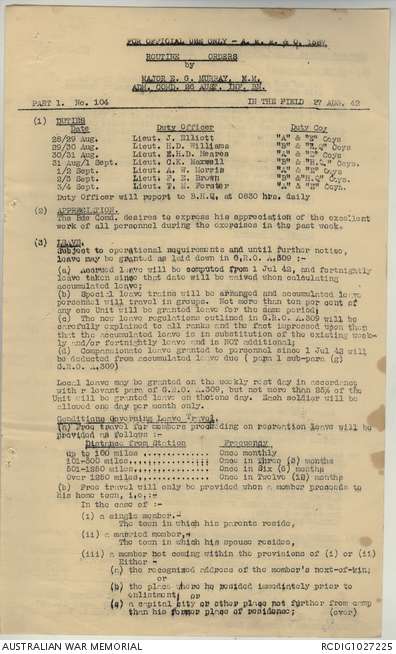 FOR OFFICIAL USE ONLY - A. M. R. & O. 1527
ROUTINE ORDERS
by
MAJOR E. G. MURRAY, M.M.
ADM. COMD. 26 AUST. INF. BN.
PART 1. No. 104 IN THE FIELD 27 AUG. 42
(1) DUTIES
Date Duty Officer Duty Coy
28/29 Aug. Lieut. J. Elliott "A" & "E" Coys
29/30 Aug. Lieut. H.D. Williams "B" & "H.Q" Coys
30/31 Aug. Lieut. E.H.D. Neares "A" & Coys
31 Aug/1 Sept. Lieut. G.K. Maxwell "B" & "H.Q." Coys
1/2 Sept. Lieut. A. W. Morris "A" & "E" Coys
2/3 Sept. Lieut. F. E. Brown "B" & "H.Q" Coys
3/4 Sept. Lieut. T. M. Forster "A" & "E" Coys.
Duty Officer will report to B.H.Q. at 0830 hrs. daily
(2) APPRECIATION.
The Bde Comd. desires to express his appreciation of the excellent
work of all personnel during the exercises in the past week.
(3) LEAVE.
Subject to operational requirements and until further notice,
leave may be granted as laid down in G.R.O. A.309 :-
(a) Accrued leave will be computed from 1 Jul 42, and fortnightly
leave taken since that date will be waived when calculating
accumulated leave;
(b) Special leave trains will be arranged and accumulated leave
personnel will travel in groups. Not more than ten per cent of
any one Unit will be granted leave for the same period;
(c) The new leave regulations outlined in G.R.O. A.309 will be
carefully explained to all ranks and the fact impressed upon them
that the accumulated leave is in substitution of the existing week-
ly and/or fortnightly leave and is NOT additional;
(d) Compassionate leave granted to personnel since 1 Jul 42 will
be deducted from accumulated leave due ( para 1 sub-para (g)
G.R.O. A.309)
Local leave may be granted on the weekly rest day in accordance
with r levant para of G.R.O. A.309, but not more than 25% of the
Unit will be granted leave on that one day. Each soldier will be
allowed one day per month only.
Conditions Governing Leave Travel.
(a) Free travel for members proceeding on recreation leave will be
provided as follows :-
Distance from Station Frequency
Up to 100 miles ............... Once monthly
101-500 miles............... Once in Three (3) months
501-1250 miles............... Once in Six (6) months
Over 1250 miles ............... Once in Twelve (12) months
(b) Free travel will only be provided when a member proceeds to
his home town, i.e. :-
In the case of :-
(i) a single member.-
The town in which his parents reside,
(ii) a married member.-
The town in which his spouse resides,
(iii) a member not coming within the provisions of (i) or (ii)
Either -
(a) the recognised address of the member's next-of-kin;
or
(b) the place where he resided immediately prior to
enlistment; or
(c) a capital city or other place not further from camp
than his former place of residence; (over)
AUSTRALIAN WAR MEMORIAL RCDIG1027225